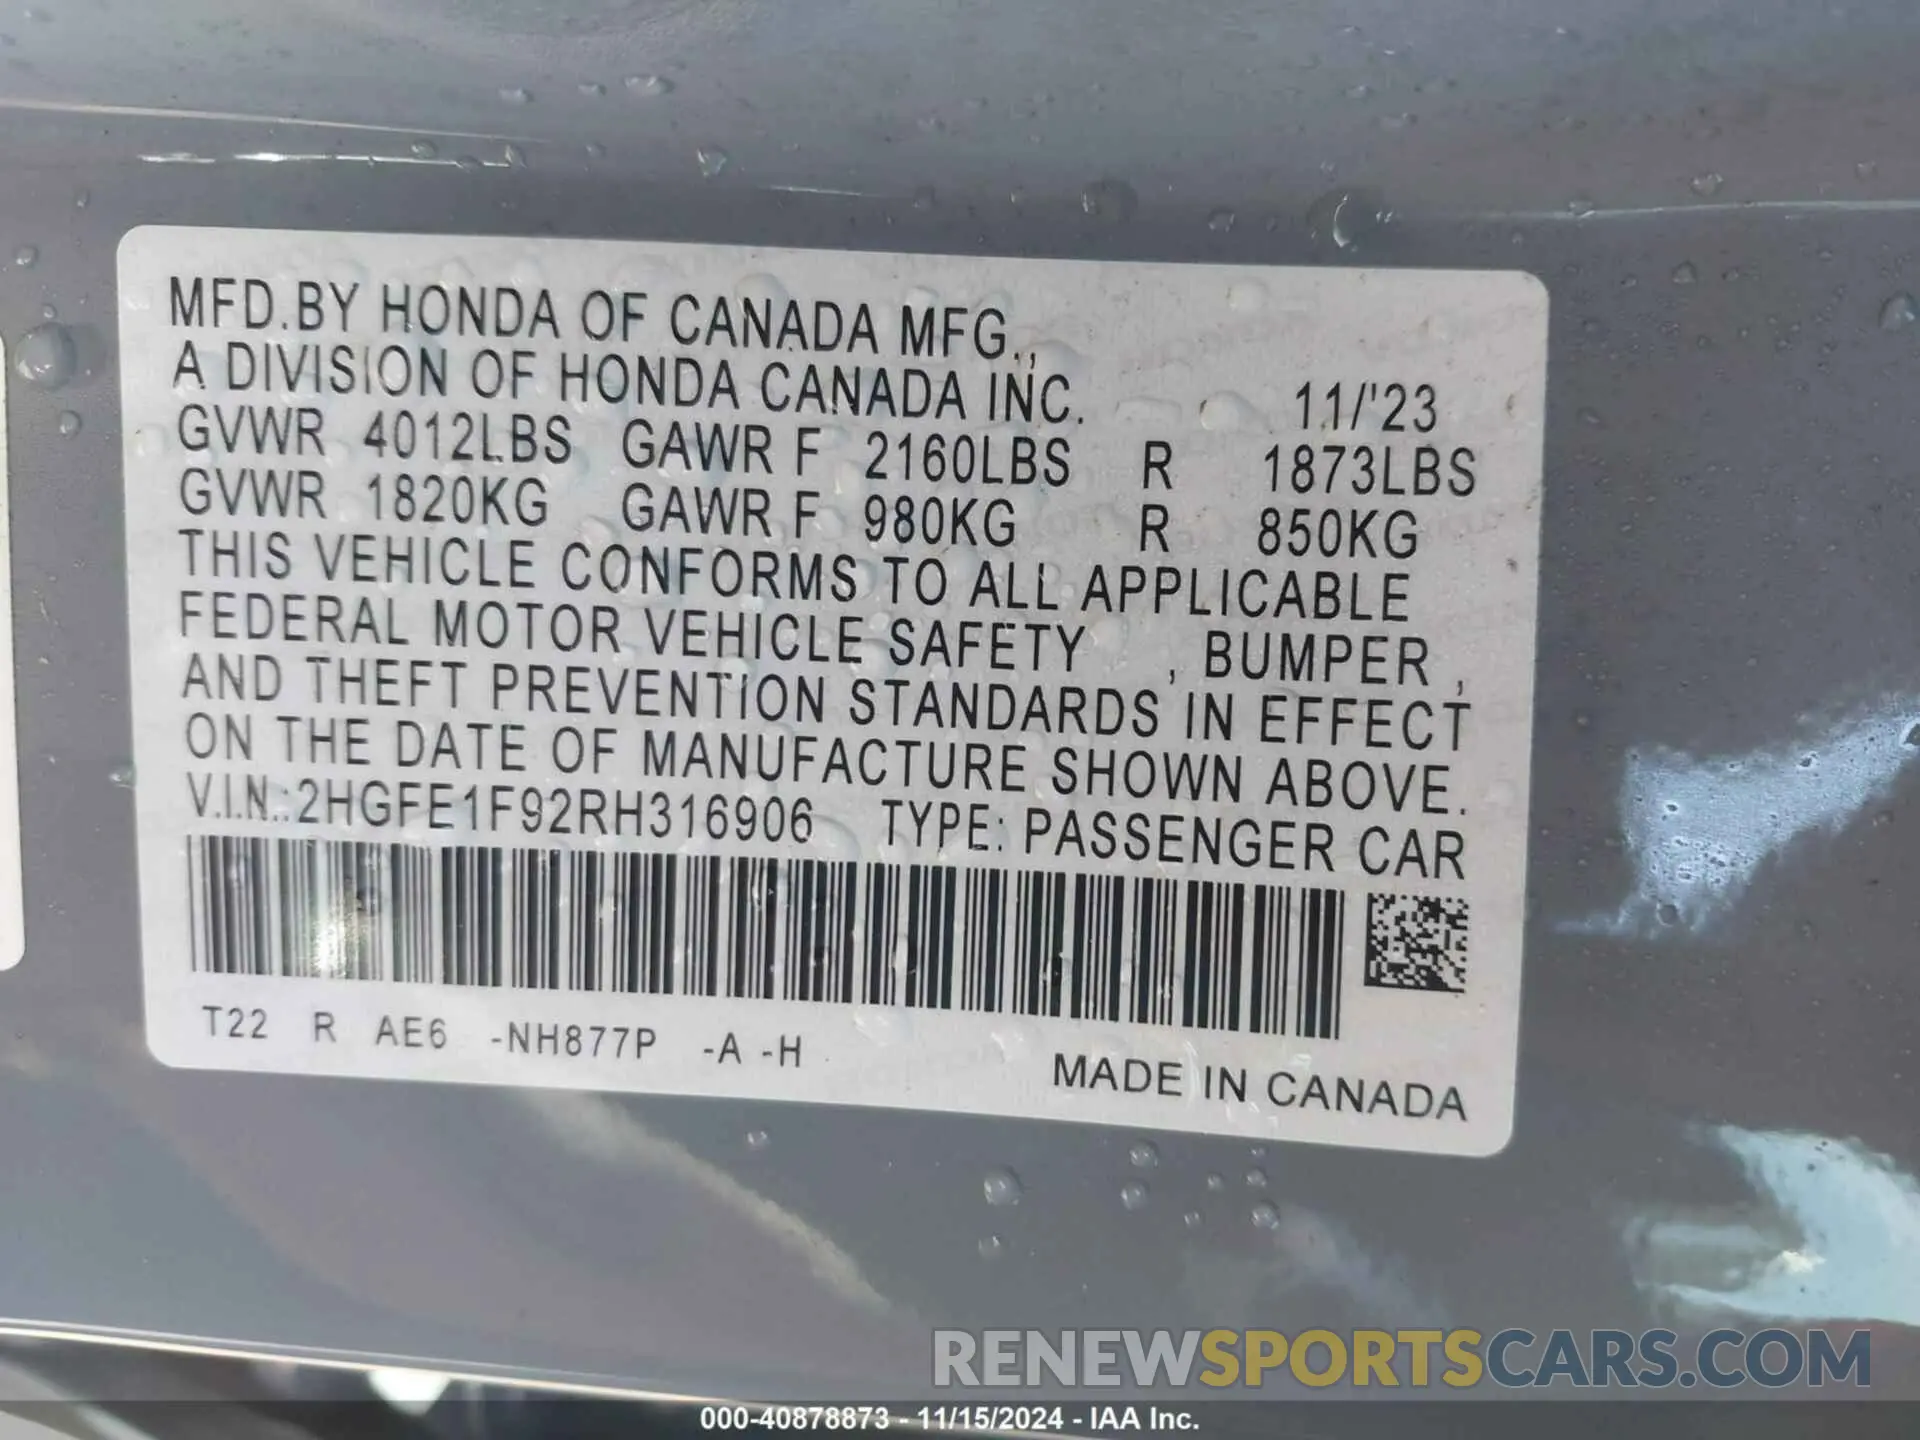 MFD.BY HONDA OF CANADA MFG.,
A DIVISION OF HONDA CANADA INC. 11/'23
GVWR 4012LBS GAWR F 2160LBS R 1873LBS
GVWR 1820KG GAWR F 980KG R 850KG
THIS VEHICLE CONFORMS TO ALL APPLICABLE
FEDERAL MOTOR VEHICLE SAFETY , BUMPER ,
AND THEFT PREVENTION STANDARDS IN EFFECT
ON THE DATE OF MANUFACTURE SHOWN ABOVE.
V.I.N.:2HGFE1F92RH316906 TYPE: PASSENGER CAR
T22 R AE6 -NH877P -A -H
MADE IN CANADA
RENEWSPORTSCARS.COM
000-40878873 - 11/15/2024 - IAA Inc.